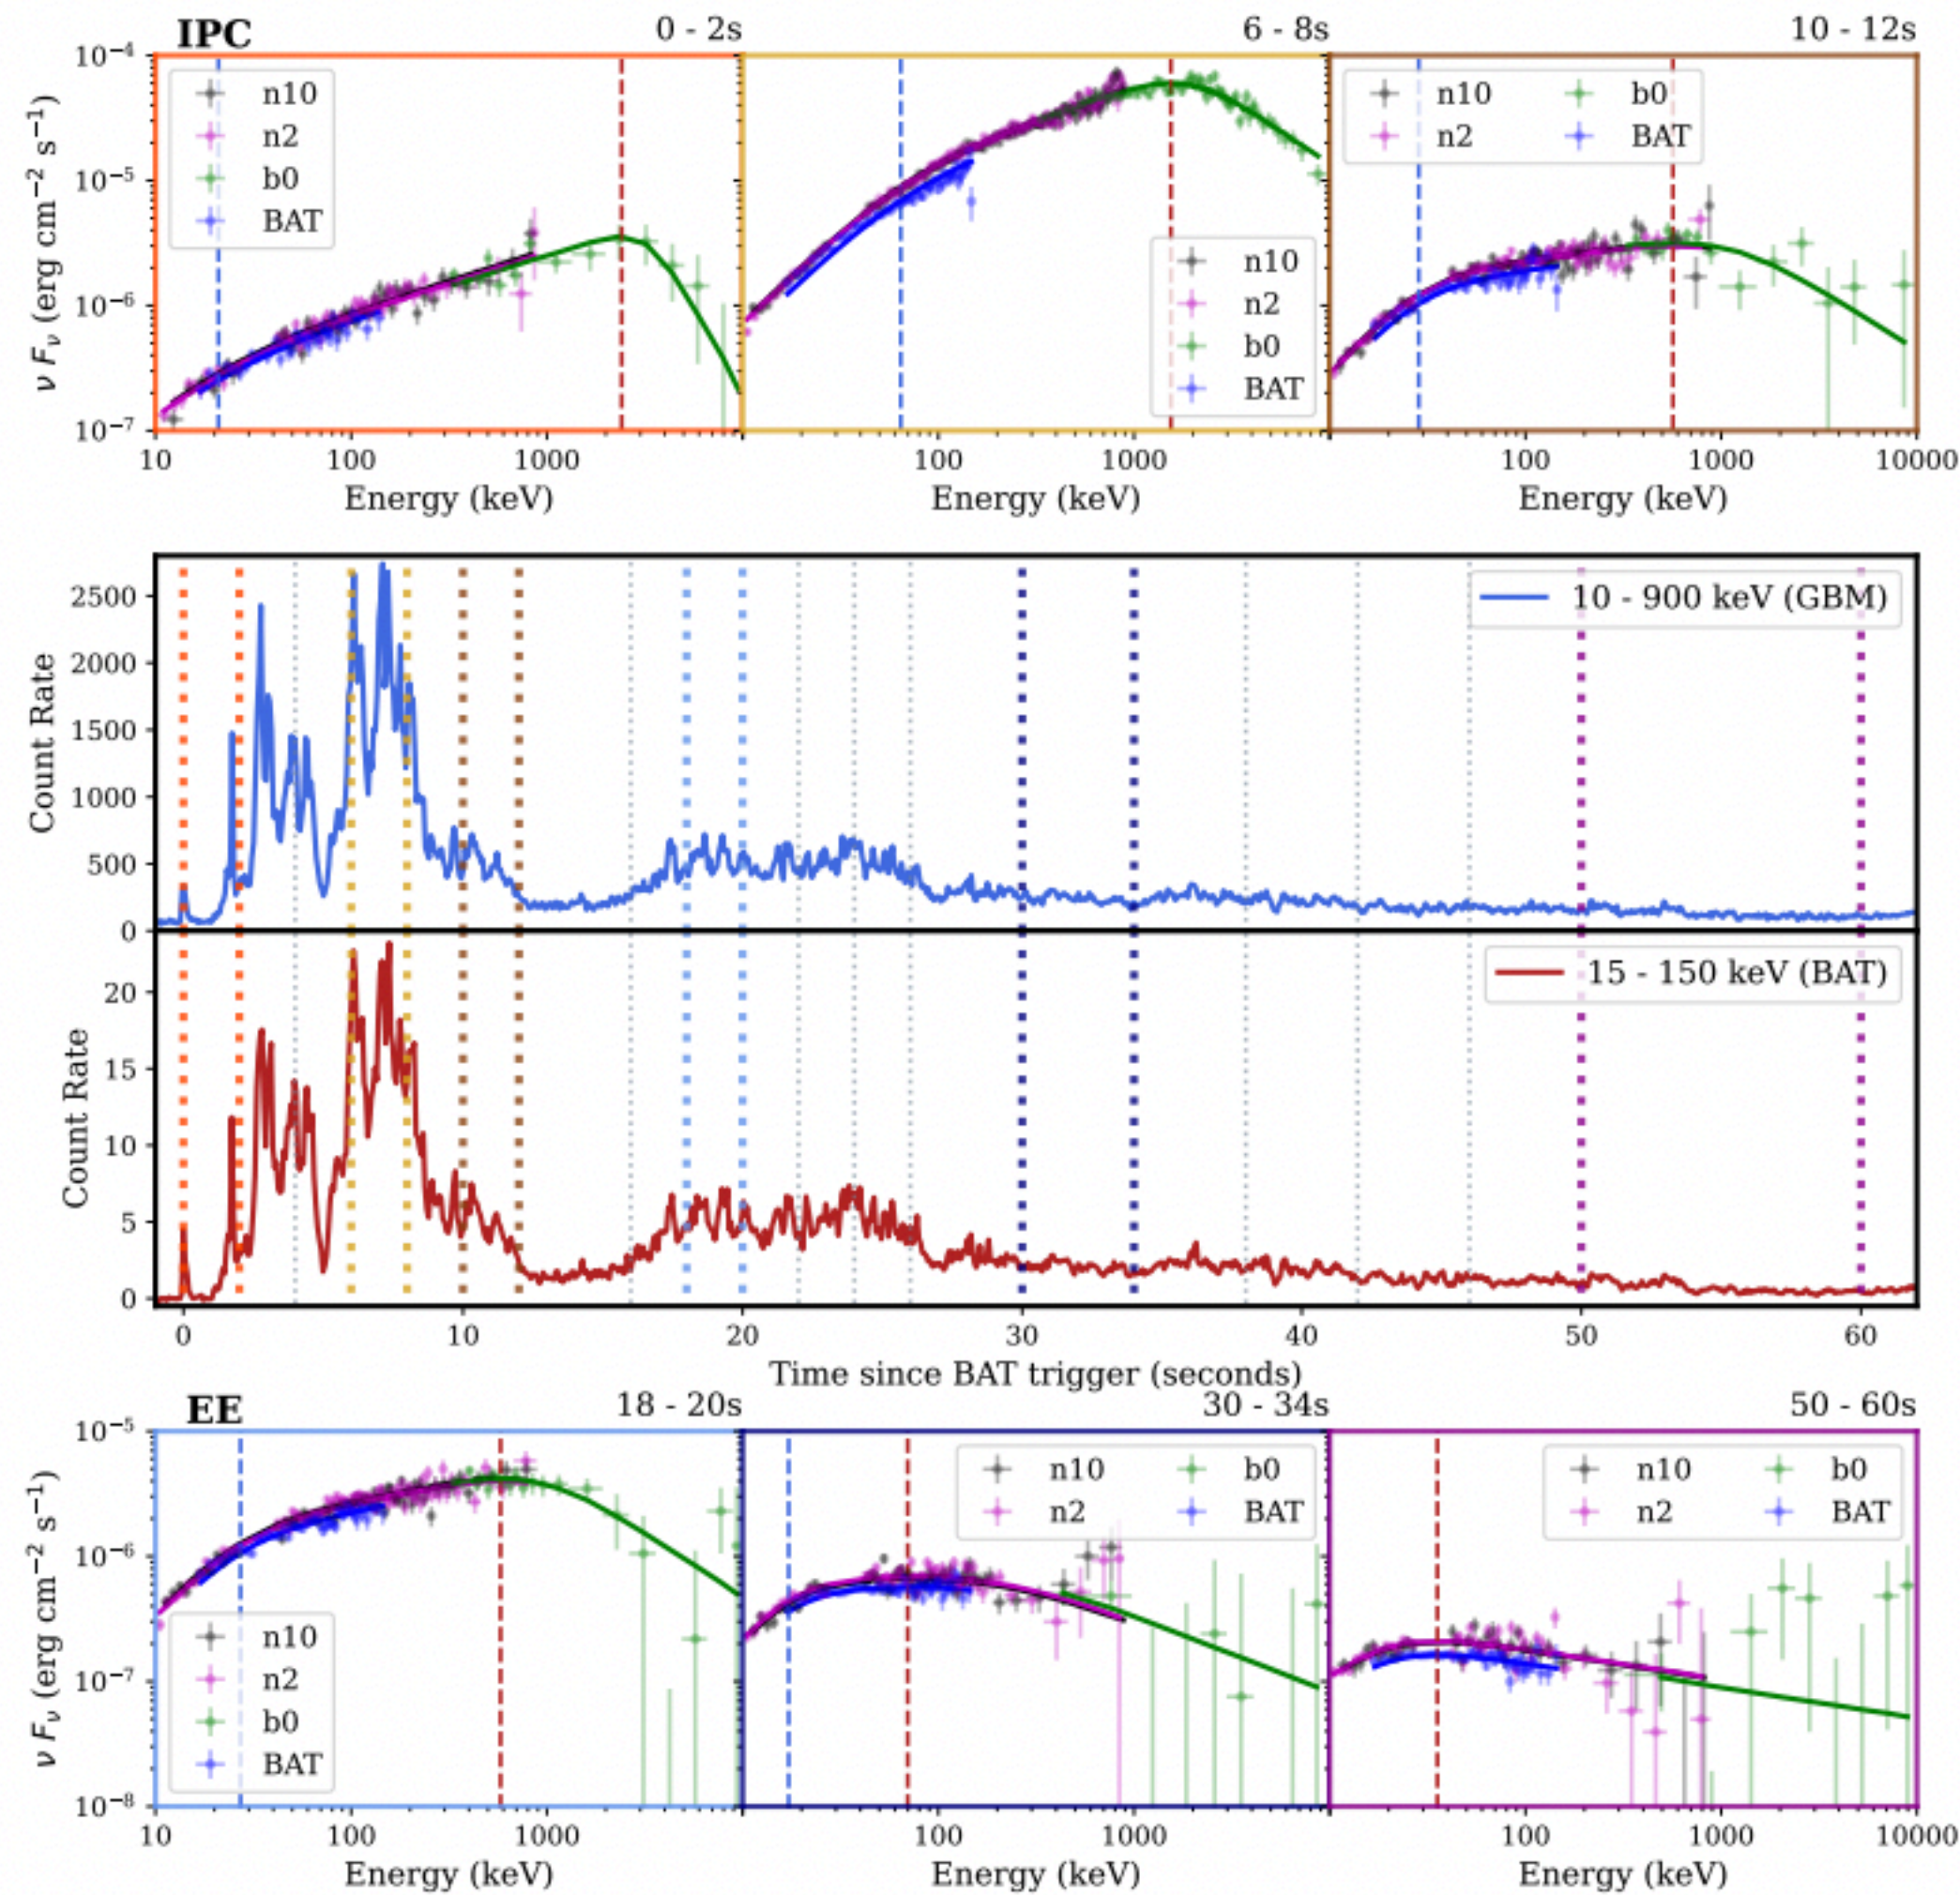 IPC
0 - 2s
6 - 8s
10 - 12s
ν Fν (erg cm−2 s−1)
10−4
10−5
10−6
10−7
n10
n2
b0
BAT
n10
n2
b0
BAT
n10
n2
b0
BAT
10
100
1000
100
1000
100
1000
10000
Energy (keV)
Energy (keV)
Energy (keV)
10 - 900 keV (GBM)
Count Rate
2500
2000
1500
1000
500
0
15 - 150 keV (BAT)
Count Rate
20
15
10
5
0
0
10
20
30
40
50
60
Time since BAT trigger (seconds)
EE
18 - 20s
30 - 34s
50 - 60s
ν Fν (erg cm−2 s−1)
10−5
10−6
10−7
10−8
n10
n2
b0
BAT
n10
n2
b0
BAT
n10
n2
b0
BAT
10
100
1000
100
1000
100
1000
10000
Energy (keV)
Energy (keV)
Energy (keV)